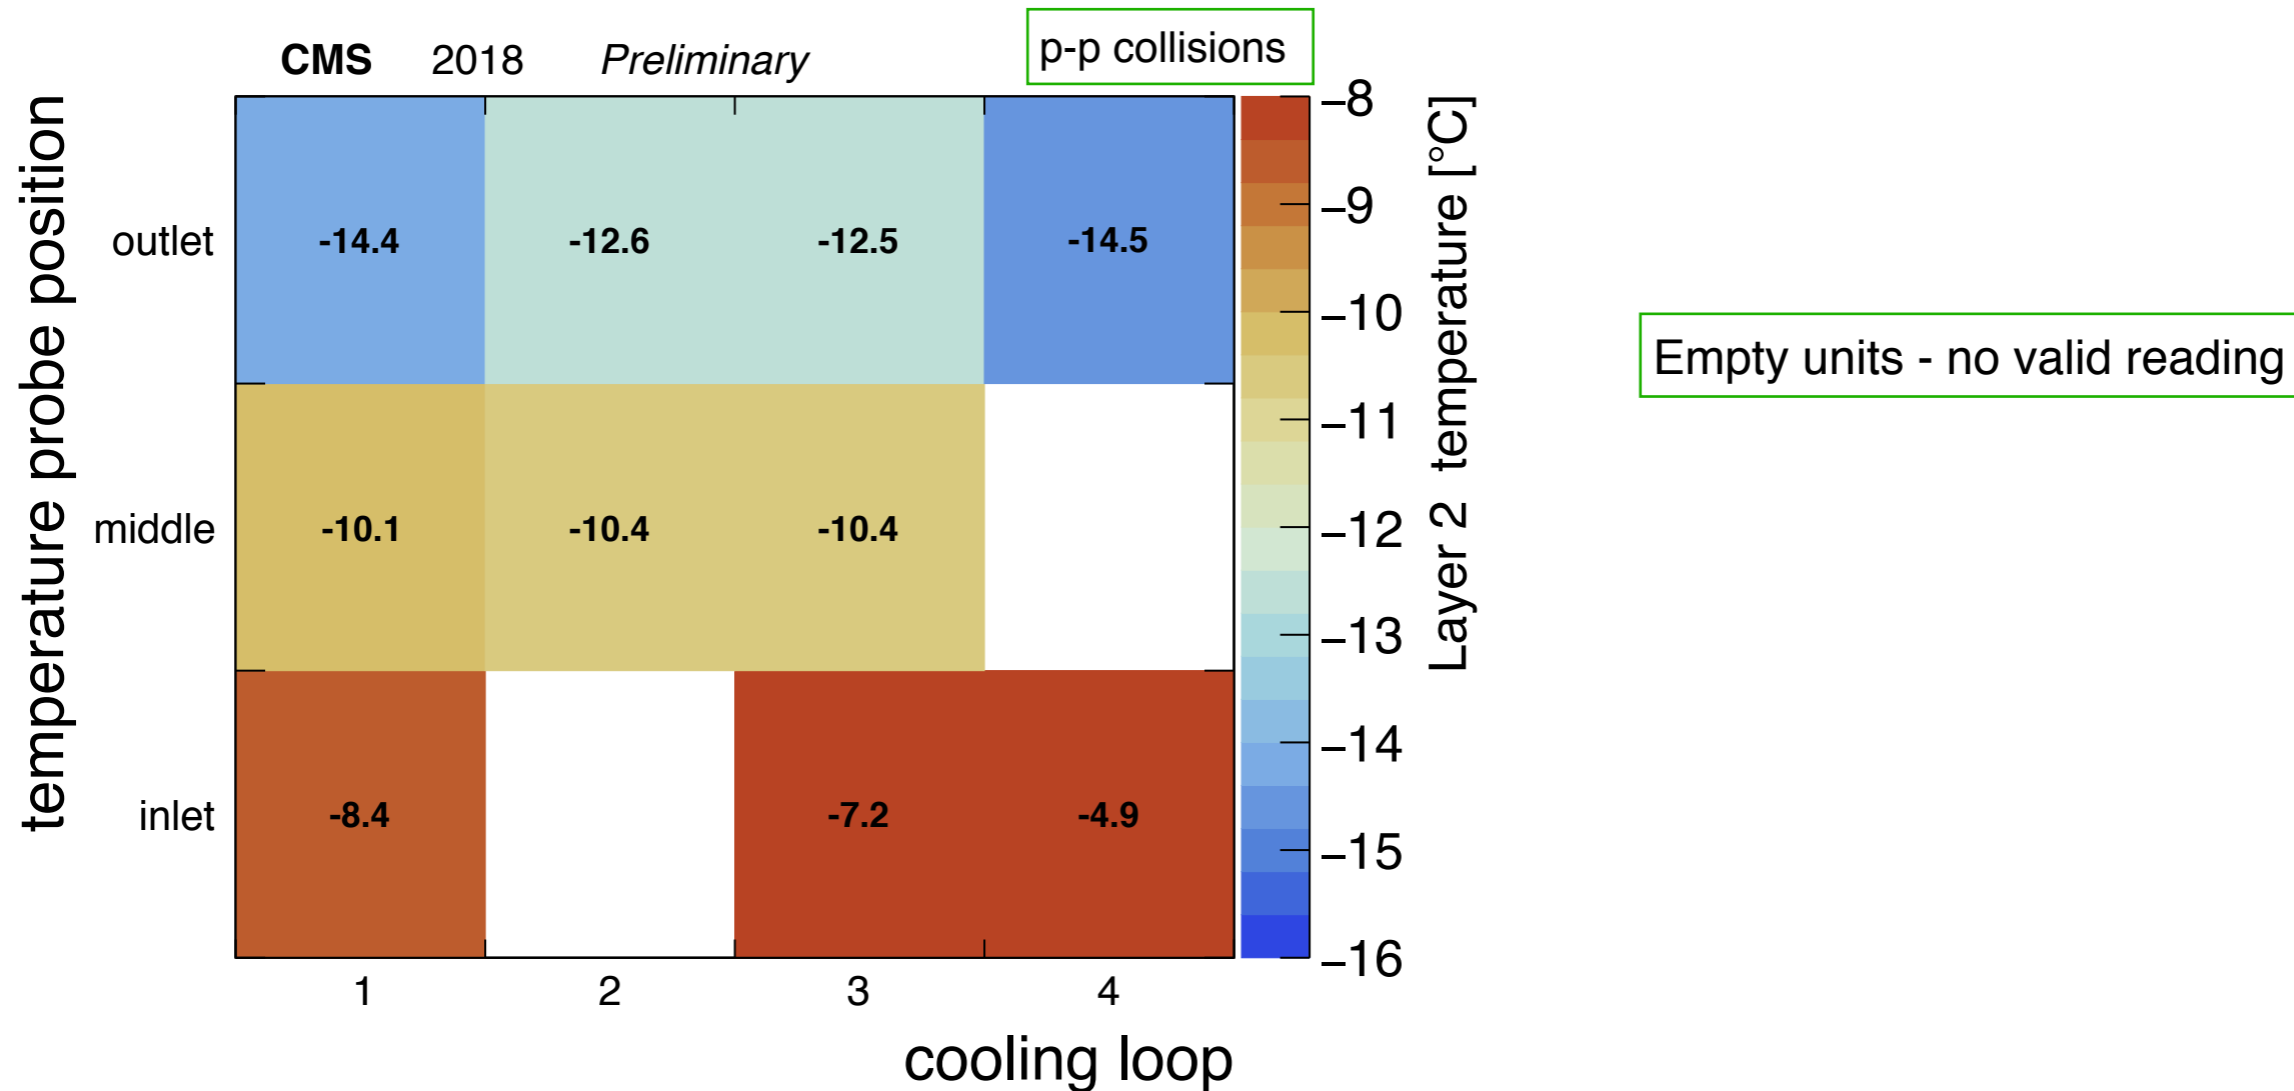 CMS 2018 Preliminary
p-p collisions
temperature probe position
outlet
middle
inlet
-14.4 -12.6 -12.5 -14.5
-10.1 -10.4 -10.4
-8.4 -7.2 -4.9
1 2 3 4
cooling loop
−8
−9
−10
−11
−12
−13
−14
−15
−16
Layer 2 temperature [°C]
Empty units - no valid reading